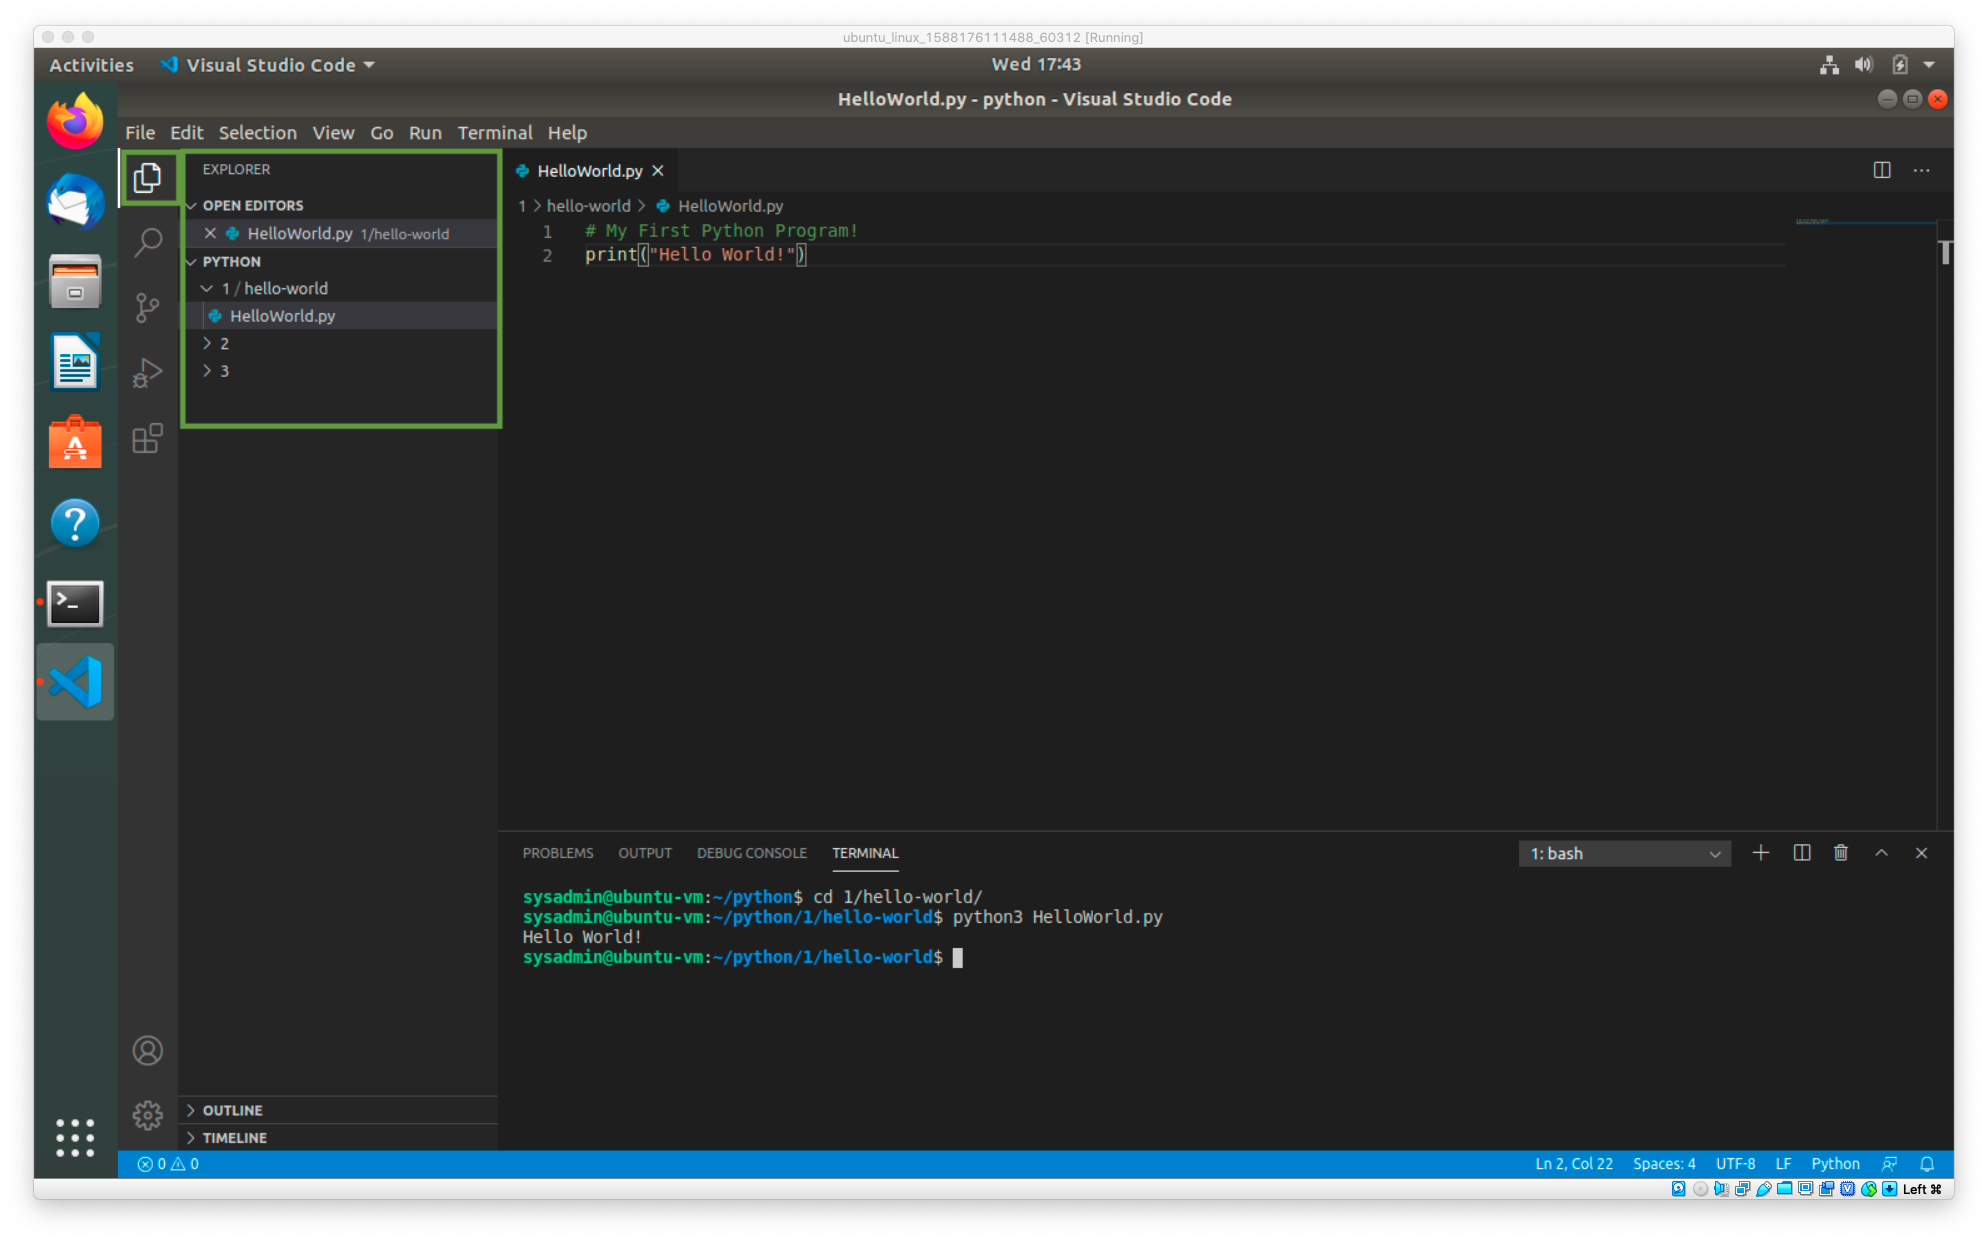 ubuntu_linux_1588176111488_60312 [Running]
Activities Visual Studio Code Wed 17:43
HelloWorld.py - python - Visual Studio Code
File Edit Selection View Go Run Terminal Help
EXPLORER
OPEN EDITORS
HelloWorld.py 1/hello-world
PYTHON
1 / hello-world
HelloWorld.py
2
3
OUTLINE
TIMELINE
HelloWorld.py
1 > hello-world > HelloWorld.py
1 # My First Python Program!
2 print("Hello World!")
PROBLEMS OUTPUT DEBUG CONSOLE TERMINAL 1: bash
sysadmin@ubuntu-vm:~/python$ cd 1/hello-world/
sysadmin@ubuntu-vm:~/python/1/hello-world$ python3 HelloWorld.py
Hello World!
sysadmin@ubuntu-vm:~/python/1/hello-world$
0 0 Ln 2, Col 22 Spaces: 4 UTF-8 LF Python
Left ⌘